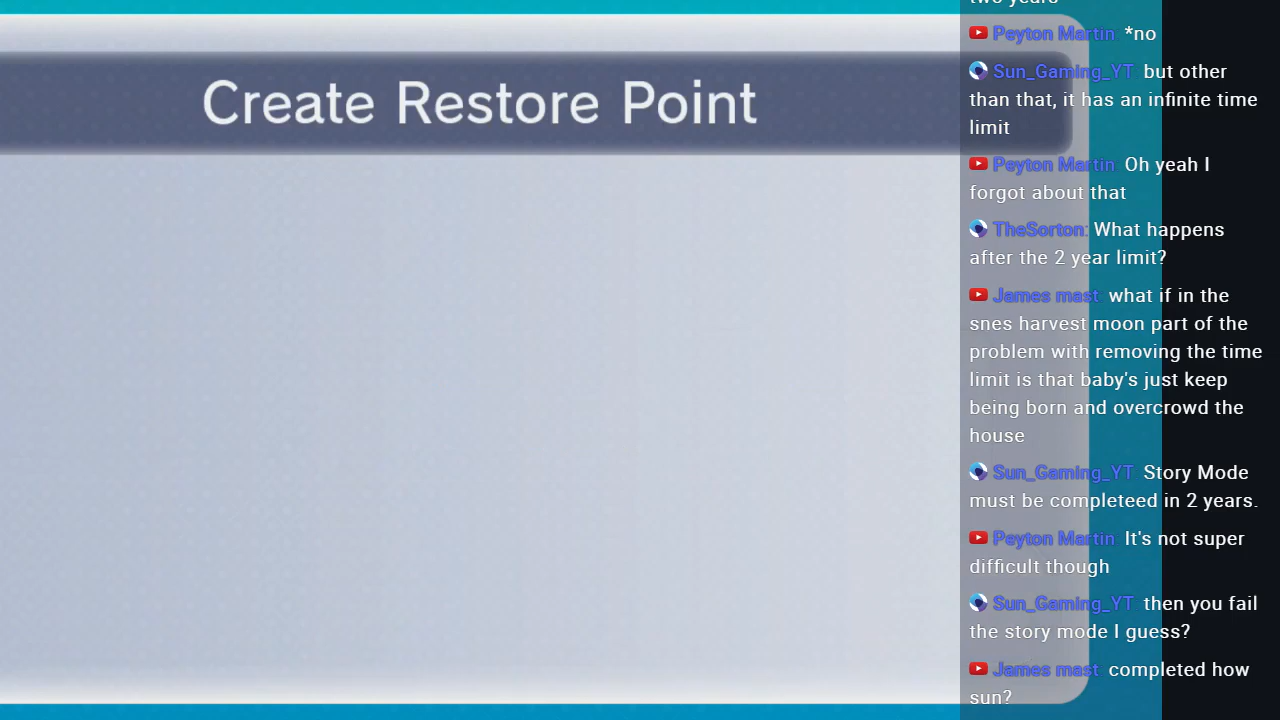 Create Restore Point
two years
Peyton Martin: *no
Sun_Gaming_YT: but other
than that, it has an infinite time
limit
Peyton Martin: Oh yeah I
forgot about that
TheSorton: What happens
after the 2 year limit?
James mast: what if in the
snes harvest moon part of the
problem with removing the time
limit is that baby's just keep
being born and overcrowd the
house
Sun_Gaming_YT: Story Mode
must be completeed in 2 years.
Peyton Martin: It's not super
difficult though
Sun_Gaming_YT: then you fail
the story mode I guess?
James mast: completed how
sun?